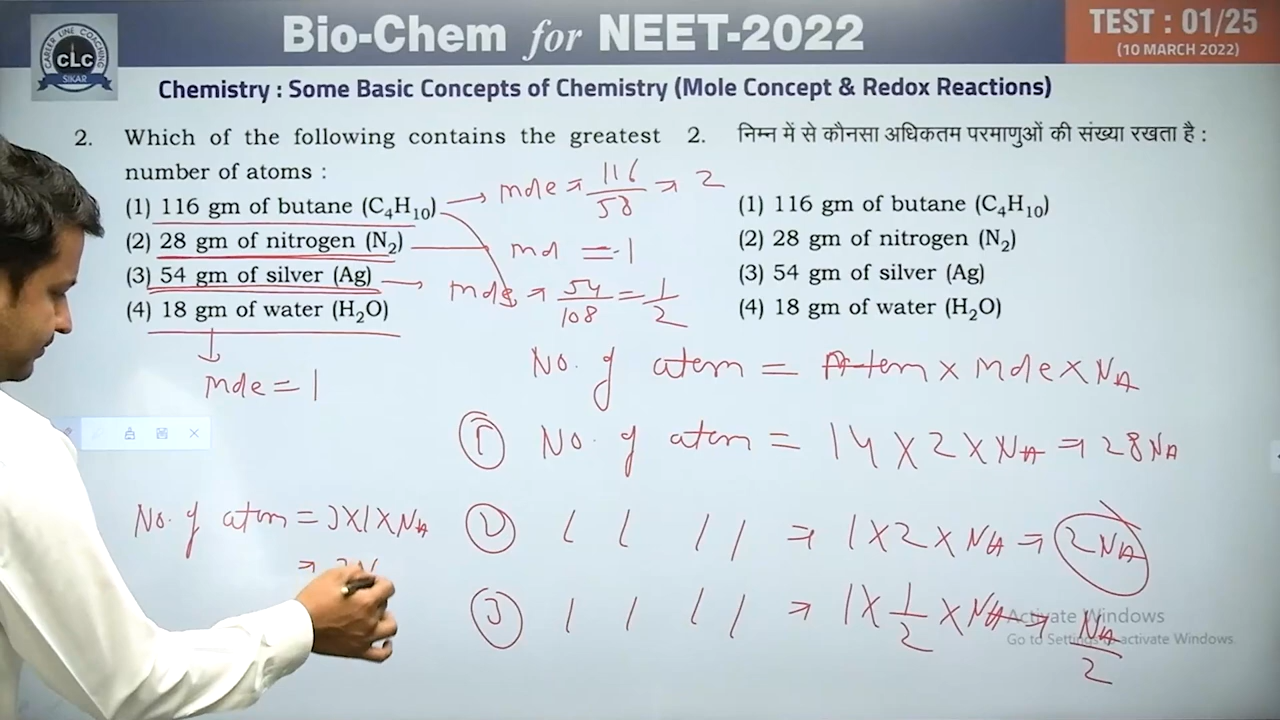 Bio-Chem for NEET-2022
TEST : 01/25
(10 MARCH 2022)
CAREER LINE COACHING
CLC
SIKAR
Chemistry : Some Basic Concepts of Chemistry (Mole Concept & Redox Reactions)
2. Which of the following contains the greatest number of atoms :
(1) 116 gm of butane (C₄H₁₀)
(2) 28 gm of nitrogen (N₂)
(3) 54 gm of silver (Ag)
(4) 18 gm of water (H₂O)
2. निम्न में से कौनसा अधिकतम परमाणुओं की संख्या रखता है :
(1) 116 gm of butane (C₄H₁₀)
(2) 28 gm of nitrogen (N₂)
(3) 54 gm of silver (Ag)
(4) 18 gm of water (H₂O)
→ mole ⇒ 116/58 ⇒ 2
mol = 1
→ mole ⇒ 54/108 = 1/2
mole = 1
No. of atom = Atom × mole × NA
① No. of atom = 14 × 2 × NA ⇒ 28 NA
② / / / / ⇒ 1 × 2 × NA ⇒ 2 NA
③ / / / / ⇒ 1 × 1/2 × NA ⇒ NA/2
No. of atom = 3 × 1 × NA
Activate Windows
Go to Settings to activate Windows.